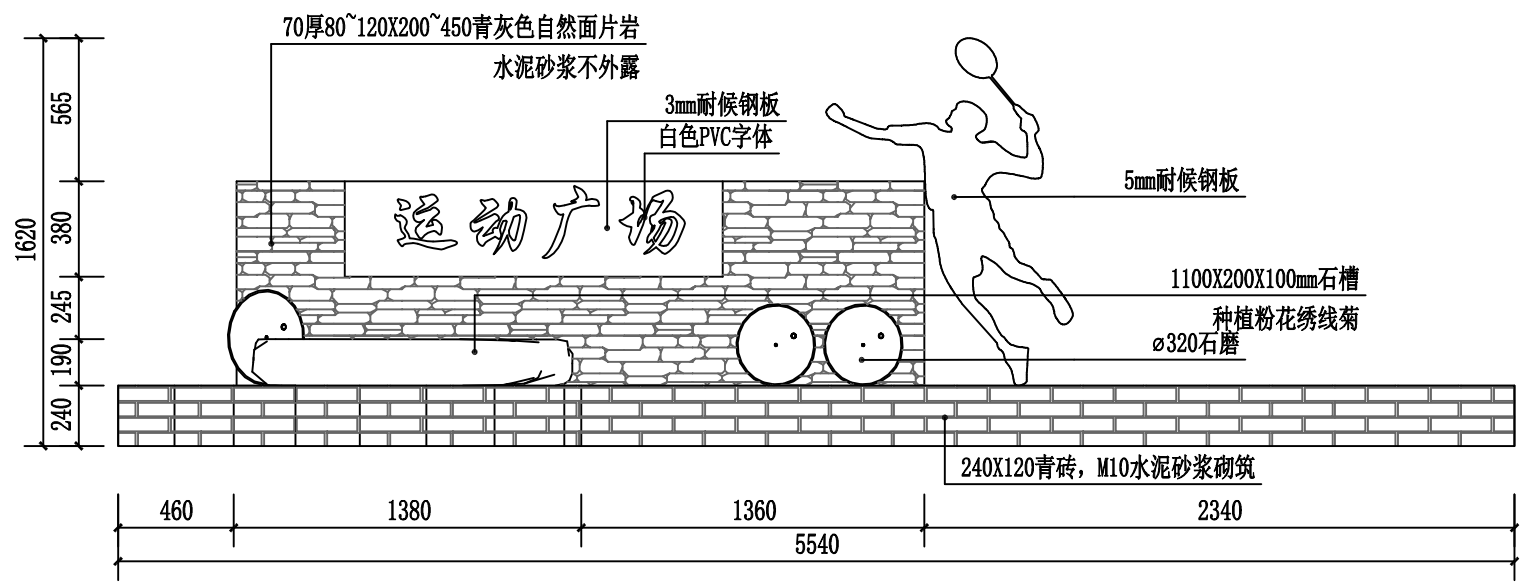 70厚80~120X200~450青灰色自然面片岩
水泥砂浆不外露
3mm耐候钢板
白色PVC字体
5mm耐候钢板
运动广场
1100X200X100mm石槽
种植粉花绣线菊
ø320石磨
240X120青砖，M10水泥砂浆砌筑
1620
565
380
245
190
240
460
1380
1360
2340
5540